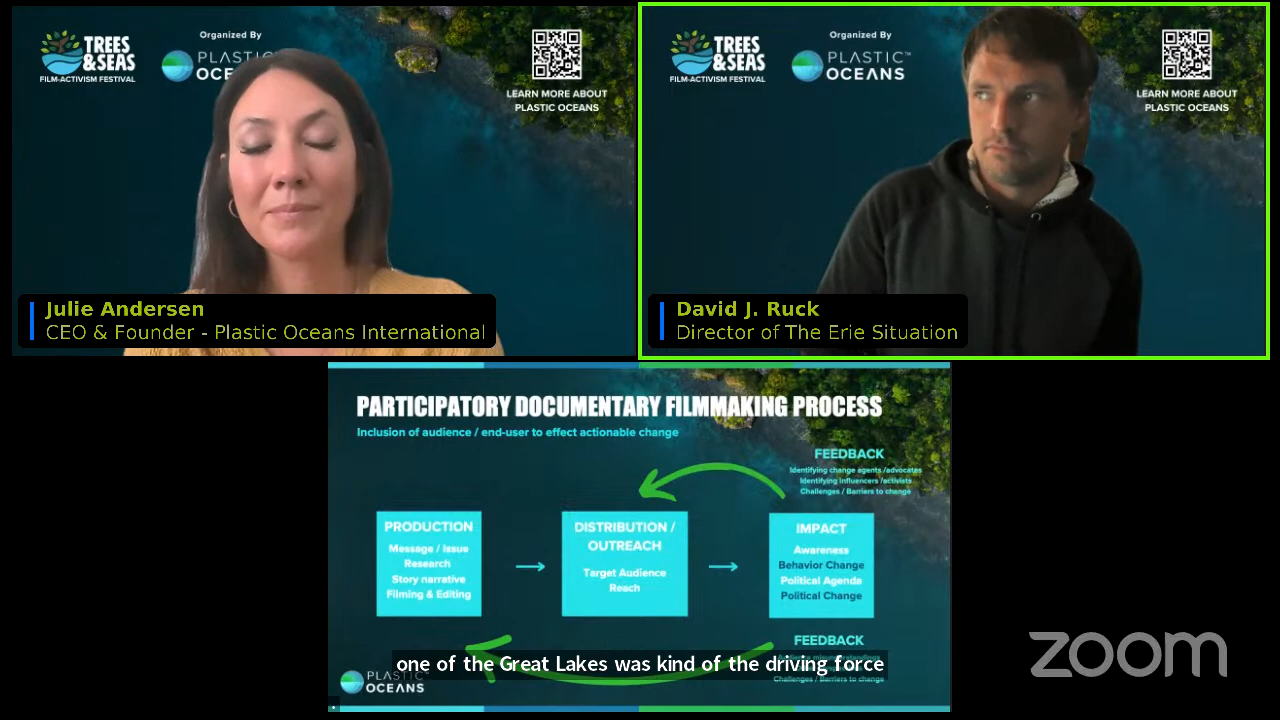 TREES
& SEAS
FILM-ACTIVISM FESTIVAL
Organized By
PLASTIC
OCE
LEARN MORE ABOUT
PLASTIC OCEANS
Julie Andersen
CEO & Founder - Plastic Oceans International
TREES
& SEAS
FILM-ACTIVISM FESTIVAL
Organized By
PLASTIC™
OCEANS
LEARN MORE ABOUT
PLASTIC OCEANS
David J. Ruck
Director of The Erie Situation
PARTICIPATORY DOCUMENTARY FILMMAKING PROCESS
Inclusion of audience / end-user to effect actionable change
FEEDBACK
Identifying change agents /advocates
Identifying influencers /activists
Challenges / Barriers to change
PRODUCTION
Message / Issue
Research
Story narrative
Filming & Editing
DISTRIBUTION /
OUTREACH
Target Audience
Reach
IMPACT
Awareness
Behavior Change
Political Agenda
Political Change
FEEDBACK
Challenges / Barriers to change
one of the Great Lakes was kind of the driving force
PLASTIC
OCEANS
zoom